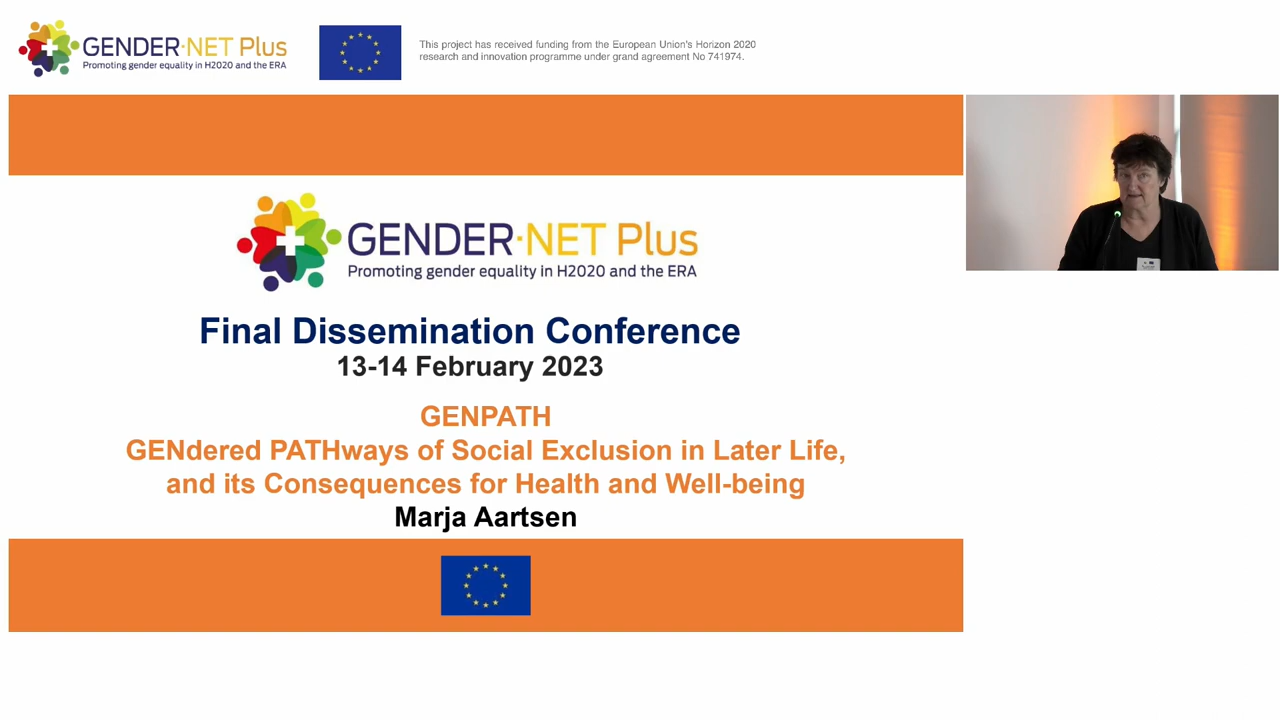 GENDER·NET Plus
Promoting gender equality in H2020 and the ERA
This project has received funding from the European Union's Horizon 2020
research and innovation programme under grand agreement No 741974.
GENDER·NET Plus
Promoting gender equality in H2020 and the ERA
Final Dissemination Conference
13-14 February 2023
GENPATH
GENdered PATHways of Social Exclusion in Later Life,
and its Consequences for Health and Well-being
Marja Aartsen